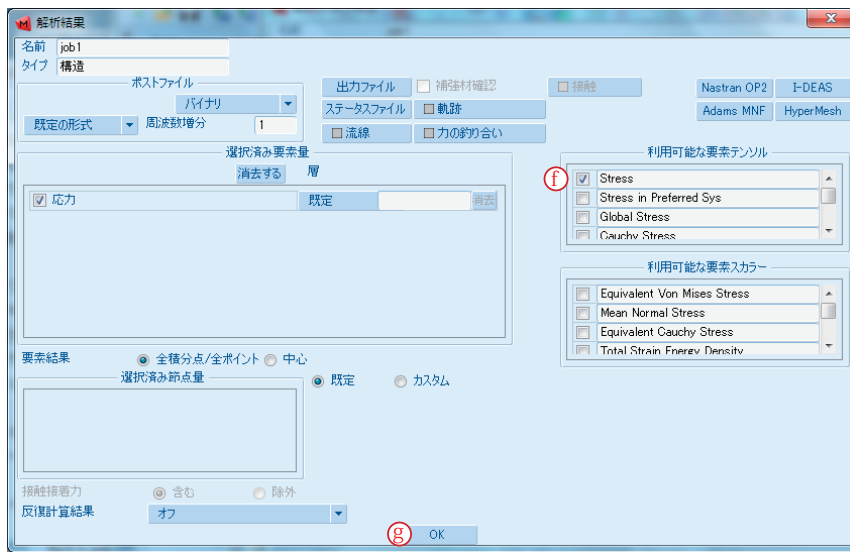 解析結果
名前 job1
タイプ 構造
ポストファイル
バイナリ
既定の形式 周波数増分 1
出力ファイル 補強材確認 接触
ステータスファイル 軌跡
流線 力の釣り合い
Nastran OP2 I-DEAS
Adams MNF HyperMesh
選択済み要素量
消去する 層
応力 既定 消去
利用可能な要素テンソル
f Stress
Stress in Preferred Sys
Global Stress
Cauchy Stress
利用可能な要素スカラー
Equivalent Von Mises Stress
Mean Normal Stress
Equivalent Cauchy Stress
Total Strain Energy Density
要素結果 全積分点/全ポイント 中心
選択済み節点量 既定 カスタム
接触接着力 含む 除外
反復計算結果 オフ
g OK